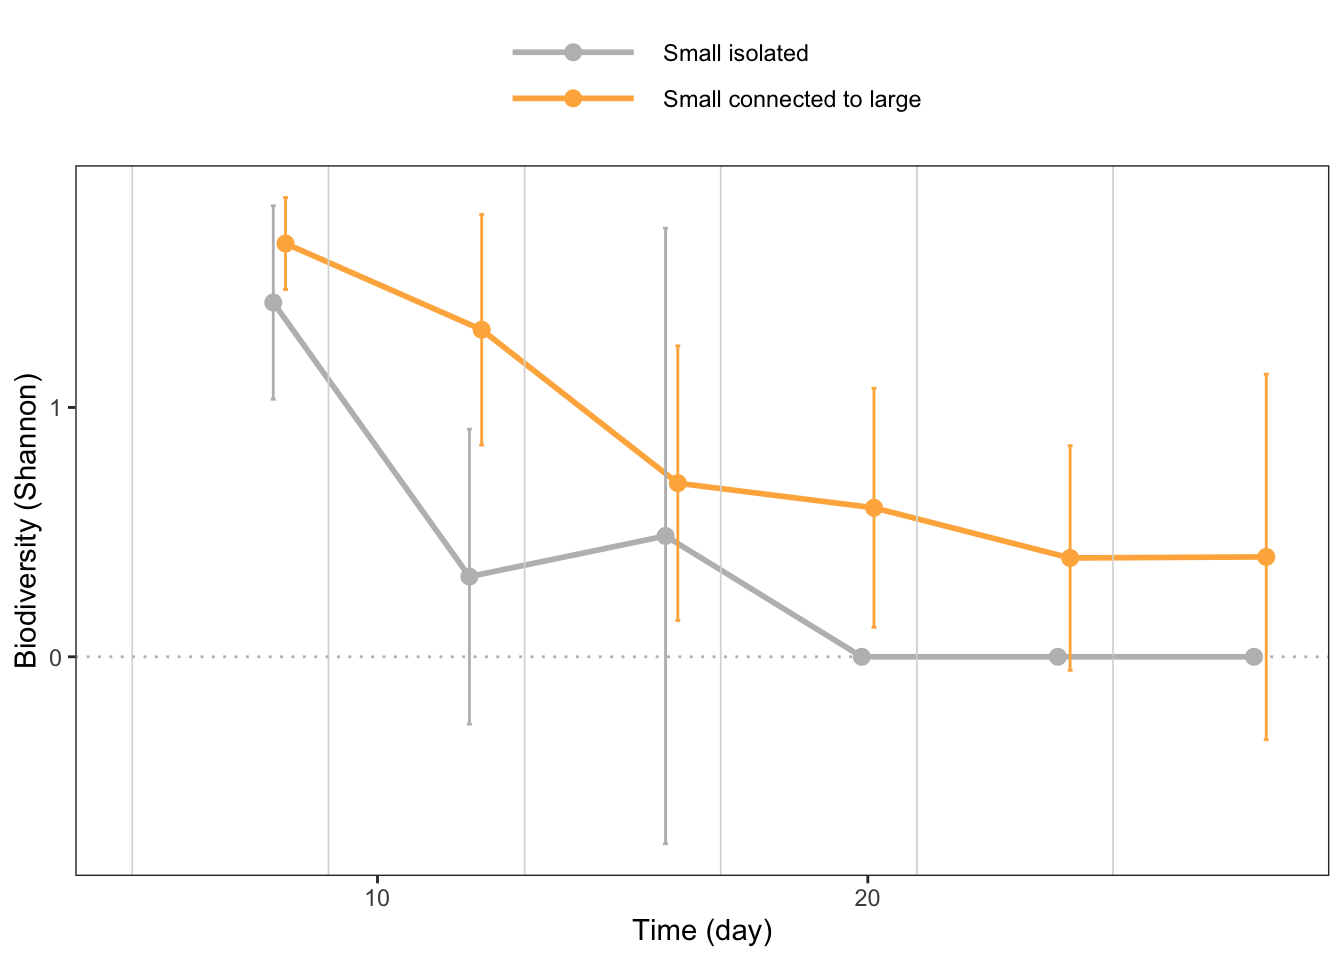 Small isolated
Small connected to large
Biodiversity (Shannon)
1
0
10
20
Time (day)